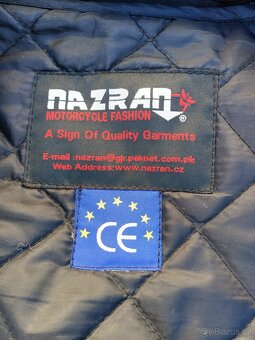 NAZRAN
MOTORCYCLE FASHION
®
A Sign Of Quality Garments
E-mail :nazran@gjr.paknet.com.pk
Web Address:www.nazran.cz
CE